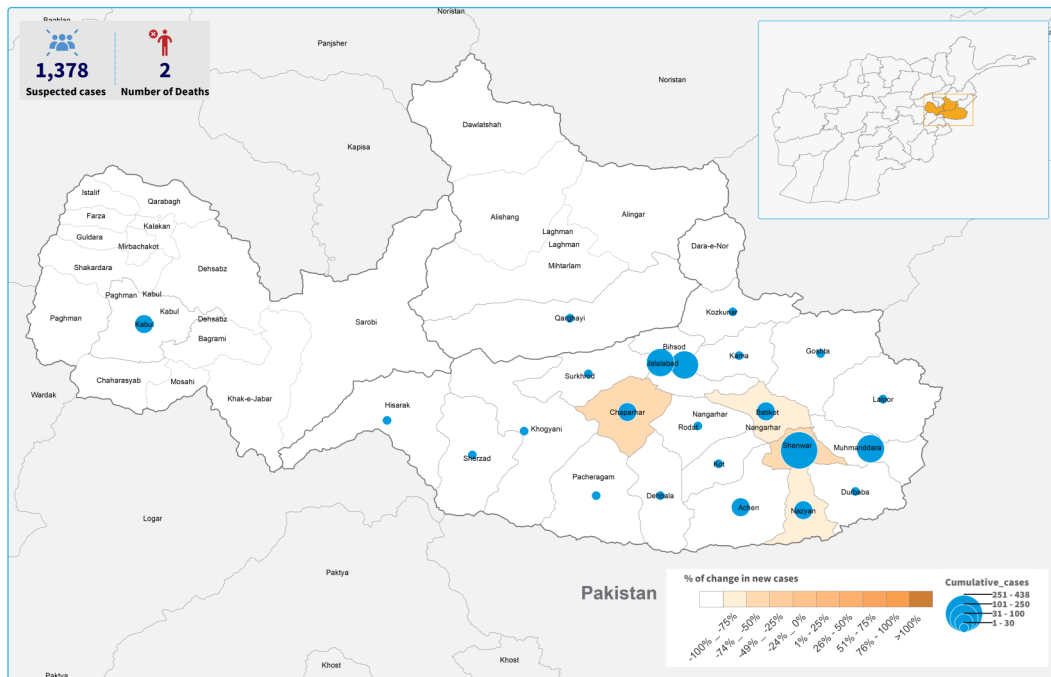 Baghlan
Noristan
Panjsher
Noristan
1,378
Suspected cases
2
Number of Deaths
Kapisa
Dawlatshah
Istalif
Qarabagh
Farza
Kalakan
Guldara
Mirbachakot
Shakardara
Dehsabz
Alishang
Alingar
Laghman
Laghman
Mihtarlam
Dara-e-Nor
Paghman
Kabul
Paghman
Kabul
Kabul
Dehsabz
Bagrami
Sarobi
Qarghayi
Kozkunar
Bihsod
Jalalabad
Kama
Goshta
Surkhrod
Chaharasyab
Mosahi
Wardak
Khak-e-Jabar
Hisarak
Chaparhar
Nangarhar
Rodat
Batikot
Nangarhar
Lalpor
Khogyani
Sherzad
Shenwar
Muhmanddara
Kot
Pacheragam
Dehbala
Achen
Nazyan
Durbaba
Logar
Paktya
Khost
Khost
Paktya
Pakistan
% of change in new cases
-100% – -75%
-74% – -50%
-49% – -25%
-24% – 0%
1% - 25%
26% - 50%
51% - 75%
76% - 100%
>100%
Cumulative_cases
251 - 438
101 - 250
31 - 100
1 - 30